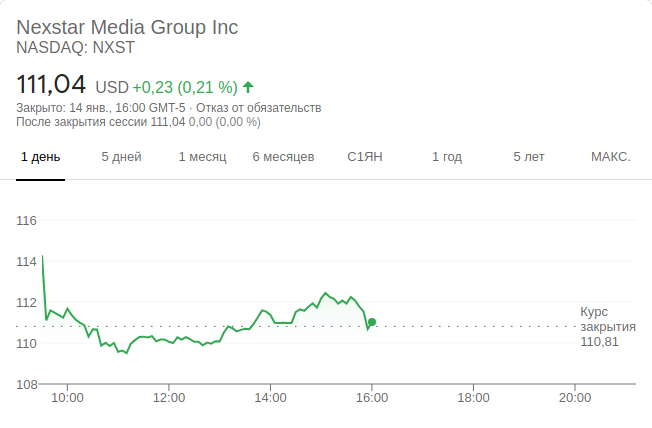 Nexstar Media Group Inc
NASDAQ: NXST
111,04 USD +0,23 (0,21 %)
Закрыто: 14 янв., 16:00 GMT-5 · Отказ от обязательств
После закрытия сессии 111,04 0,00 (0,00 %)
1 день 5 дней 1 месяц 6 месяцев С1ЯН 1 год 5 лет МАКС.
116
114
112
110
108
Курс
закрытия
110,81
10:00 12:00 14:00 16:00 18:00 20:00